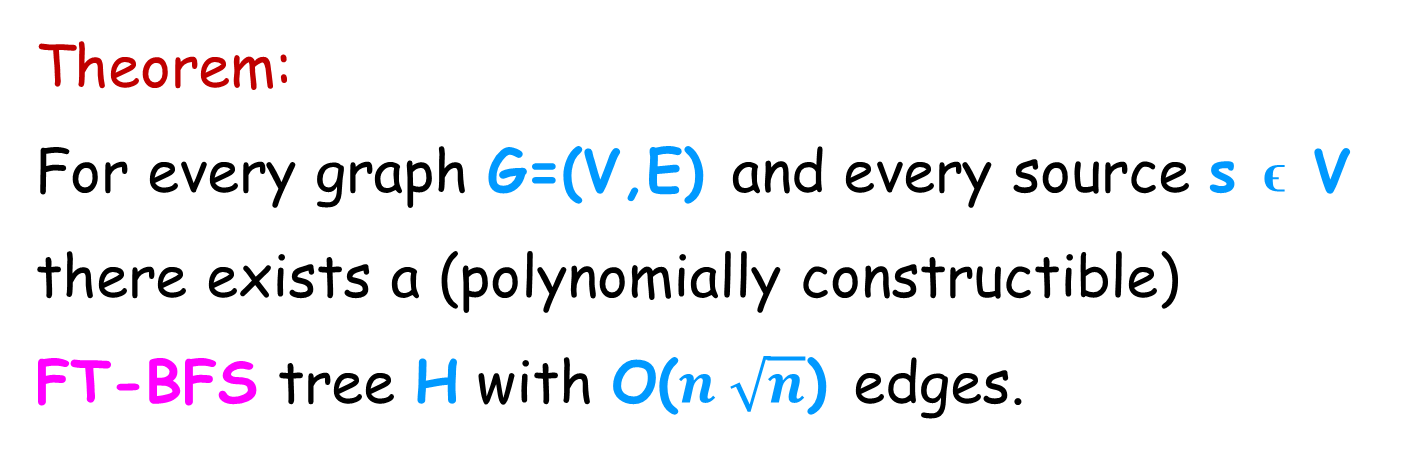 Theorem:
For every graph G=(V,E) and every source s ϵ V
there exists a (polynomially constructible)
FT-BFS tree H with O(n √n) edges.